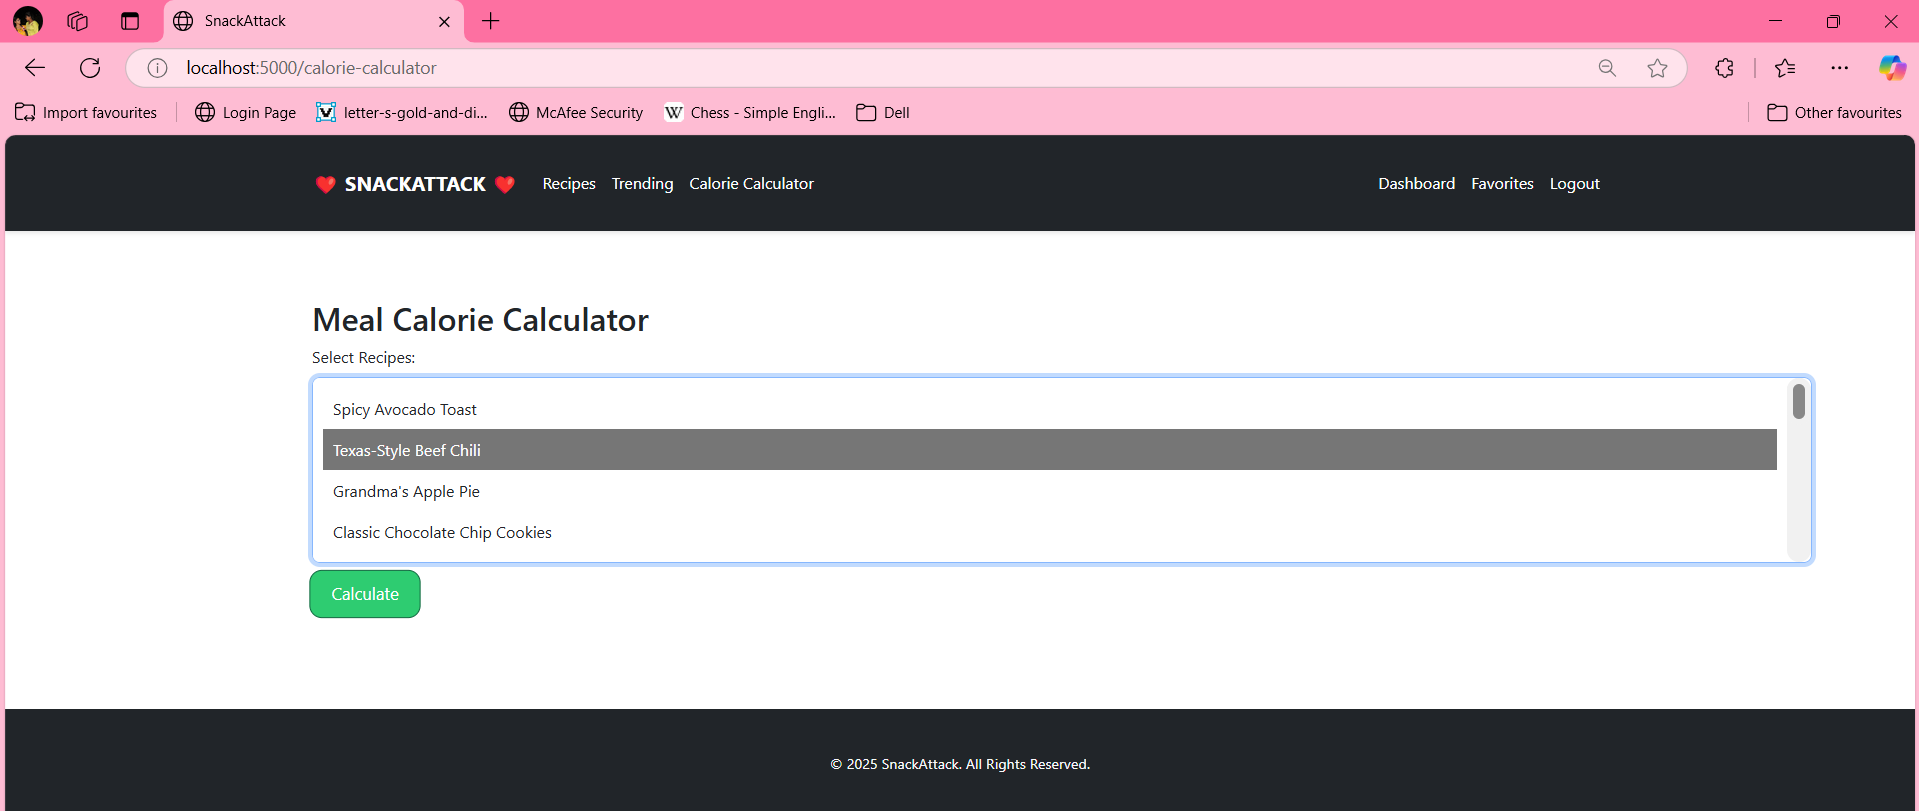 SnackAttack
localhost:5000/calorie-calculator
Import favourites Login Page letter-s-gold-and-di... McAfee Security Chess - Simple Engli... Dell Other favourites
SNACKATTACK Recipes Trending Calorie Calculator Dashboard Favorites Logout
Meal Calorie Calculator
Select Recipes:
Spicy Avocado Toast
Texas-Style Beef Chili
Grandma's Apple Pie
Classic Chocolate Chip Cookies
Calculate
© 2025 SnackAttack. All Rights Reserved.